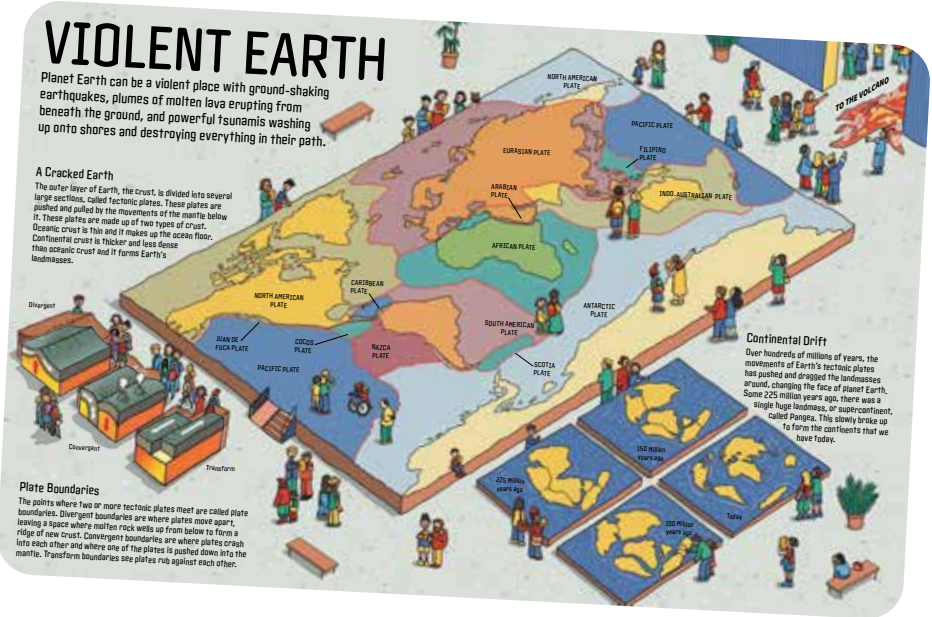 VIOLENT EARTH
Planet Earth can be a violent place with ground-shaking
earthquakes, plumes of molten lava erupting from
beneath the ground, and powerful tsunamis washing
up onto shores and destroying everything in their path.
A Cracked Earth
The outer layer of Earth, the crust, is divided into several
large sections, called tectonic plates. These plates are
pushed and pulled by the movements of the mantle below
it. These plates are made up of two types of crust.
Oceanic crust is thin and it makes up the ocean floor.
Continental crust is thicker and less dense
than oceanic crust and it forms Earth's
landmasses.
NORTH AMERICAN
PLATE
PACIFIC PLATE
EURASIAN PLATE
FILIPINO
PLATE
ARABIAN
PLATE
INDO-AUSTRALIAN PLATE
AFRICAN PLATE
TO THE VOLCANO
CARIBBEAN
PLATE
NORTH AMERICAN
PLATE
ANTARCTIC
PLATE
JUAN DE
FUCA PLATE
COCOS
PLATE
NAZCA
PLATE
SOUTH AMERICAN
PLATE
SCOTIA
PLATE
PACIFIC PLATE
Divergent
Convergent
Transform
Plate Boundaries
The points where two or more tectonic plates meet are called plate
boundaries. Divergent boundaries are where plates move apart,
leaving a space where molten rock wells up from below to form a
ridge of new crust. Convergent boundaries are where plates crash
into each other and where one of the plates is pushed down into the
mantle. Transform boundaries see plates rub against each other.
Continental Drift
Over hundreds of millions of years, the
movements of Earth's tectonic plates
has pushed and dragged the landmasses
around, changing the face of planet Earth.
Some 225 million years ago, there was a
single huge landmass, or supercontinent,
called Pangea. This slowly broke up
to form the continents that we
have today.
150 Million
years ago
225 Million
years ago
100 Million
years ago
Today